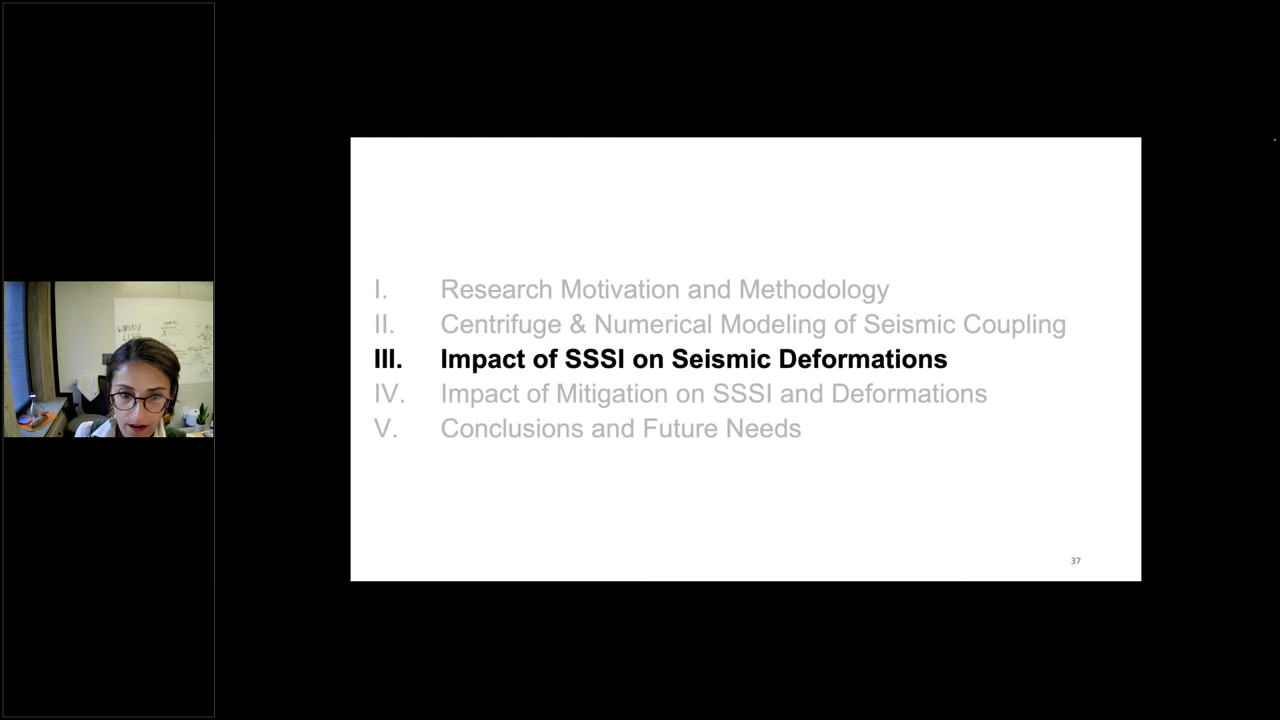 I. Research Motivation and Methodology
II. Centrifuge & Numerical Modeling of Seismic Coupling
III. Impact of SSSI on Seismic Deformations
IV. Impact of Mitigation on SSSI and Deformations
V. Conclusions and Future Needs
37